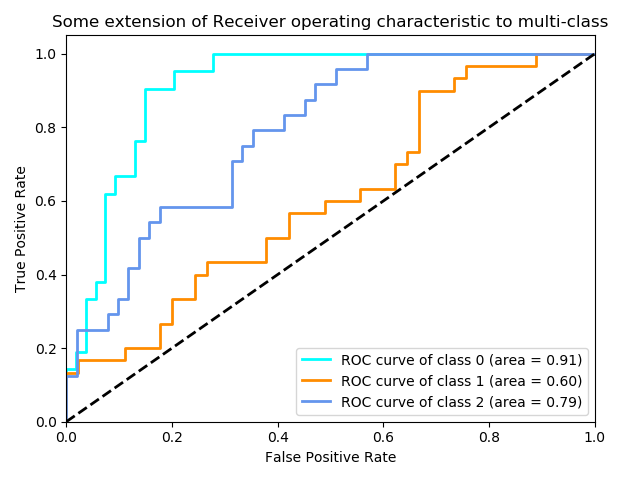 Some extension of Receiver operating characteristic to multi-class
1.0
0.8
0.6
0.4
0.2
0.0
True Positive Rate
ROC curve of class 0 (area = 0.91)
ROC curve of class 1 (area = 0.60)
ROC curve of class 2 (area = 0.79)
0.0 0.2 0.4 0.6 0.8 1.0
False Positive Rate